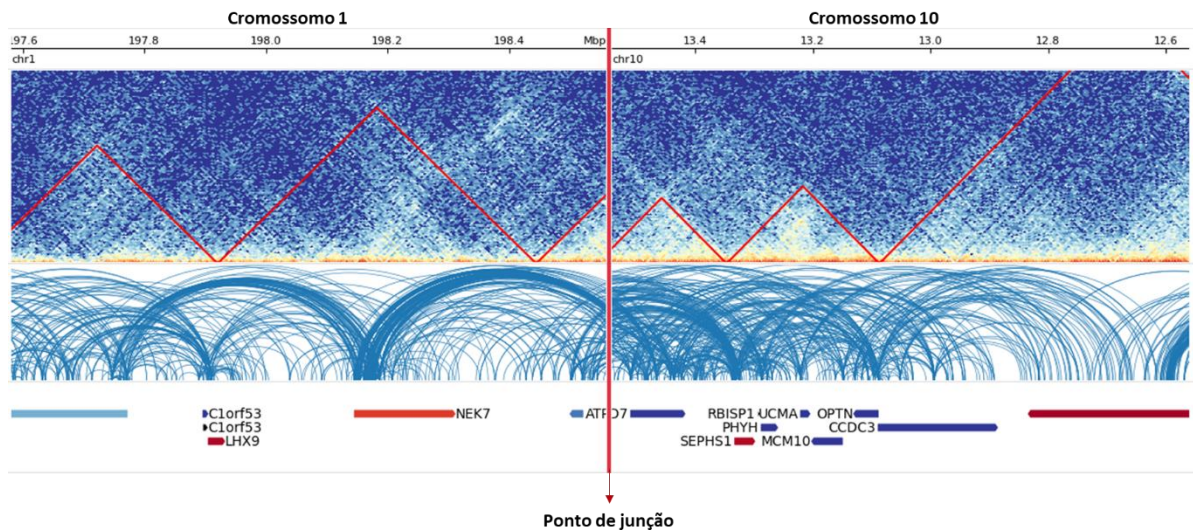 Cromossomo 1
Cromossomo 10
197.6 197.8 198.0 198.2 198.4 Mbp
13.4 13.2 13.0 12.8 12.6
chr1
chr10
C1orf53 NEK7 RBISP1 UCMA OPTN
C1orf53 PHYH CCDC3
LHX9 SEPHS1 MCM10
Ponto de junção